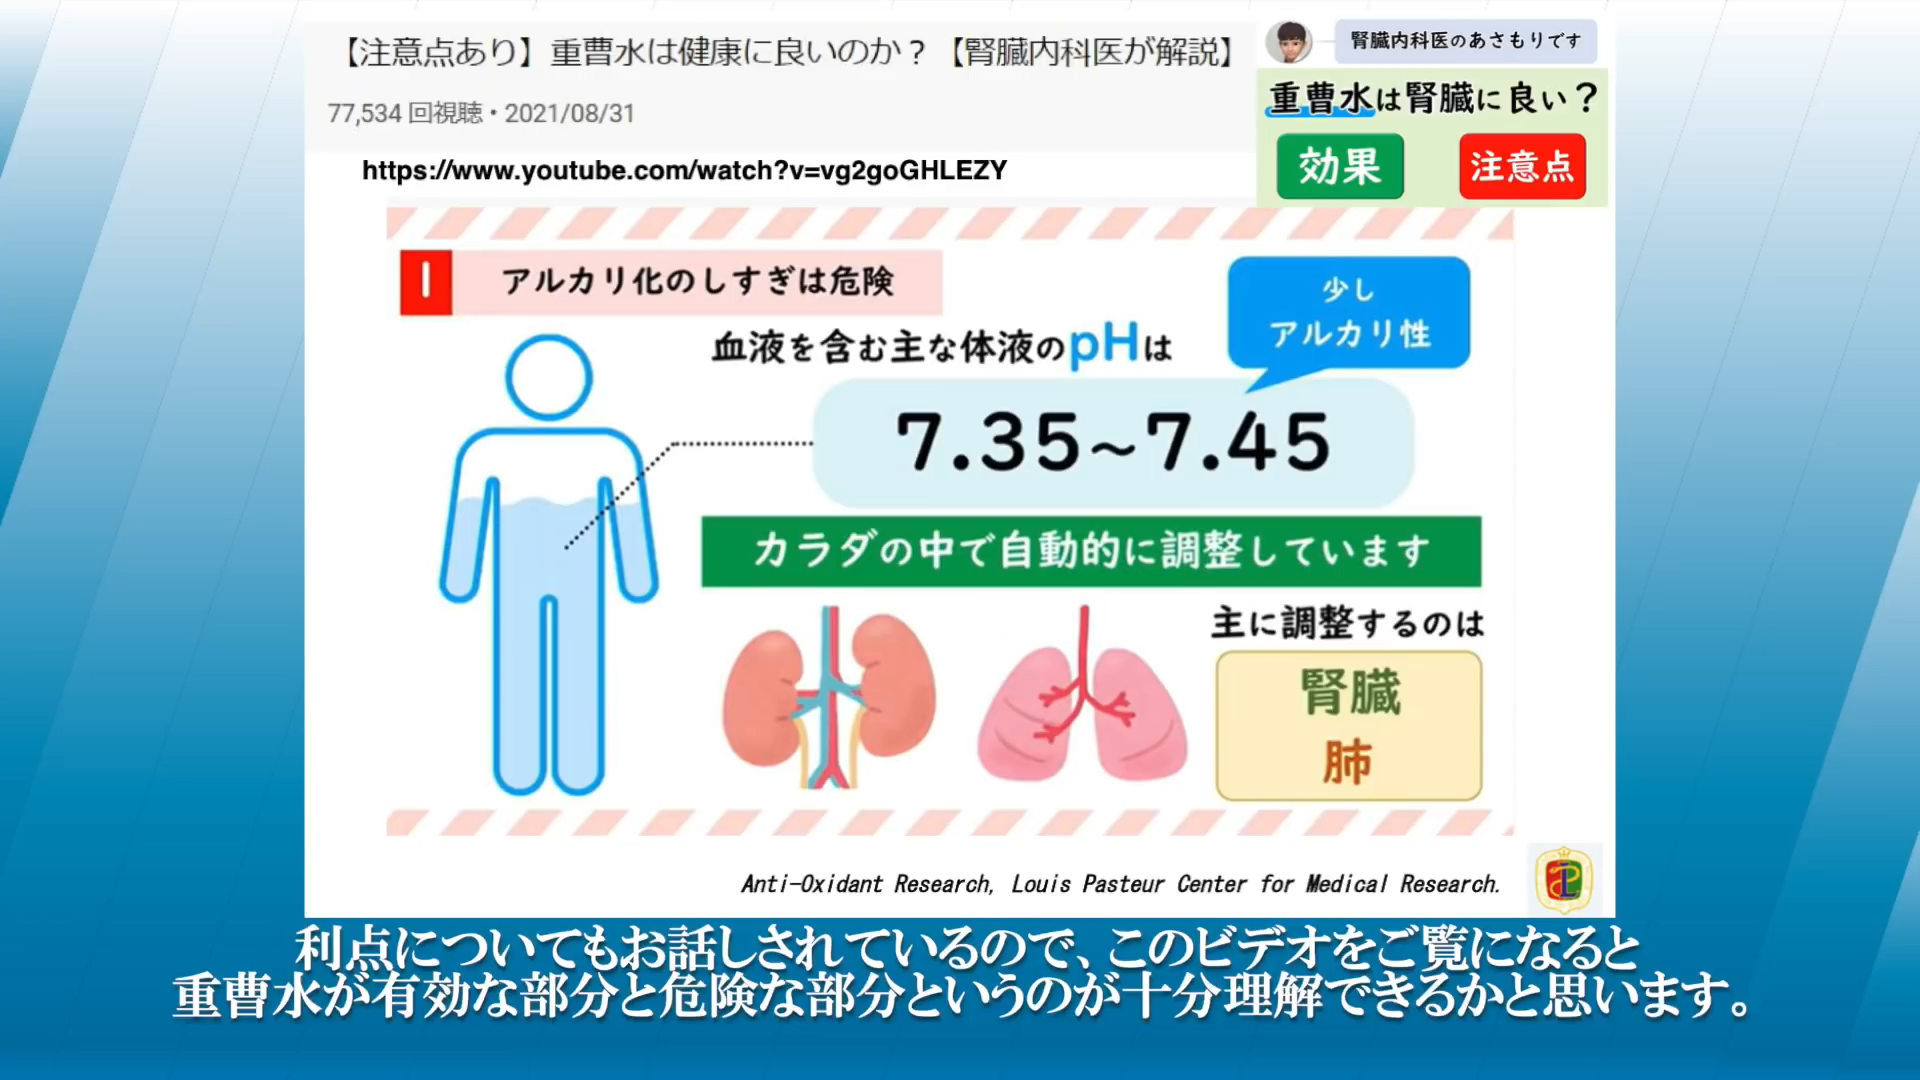 【注意点あり】重曹水は健康に良いのか？【腎臓内科医が解説】
77,534 回視聴・2021/08/31
https://www.youtube.com/watch?v=vg2goGHLEZY
腎臓内科医のあさもりです
重曹水は腎臓に良い？
効果
注意点
1 アルカリ化のしすぎは危険
少し
アルカリ性
血液を含む主な体液のpHは
7.35~7.45
カラダの中で自動的に調整しています
主に調整するのは
腎臓
肺
Anti-Oxidant Research, Louis Pasteur Center for Medical Research.
利点についてもお話しされているので、このビデオをご覧になると
重曹水が有効な部分と危険な部分というのが十分理解できるかと思います。